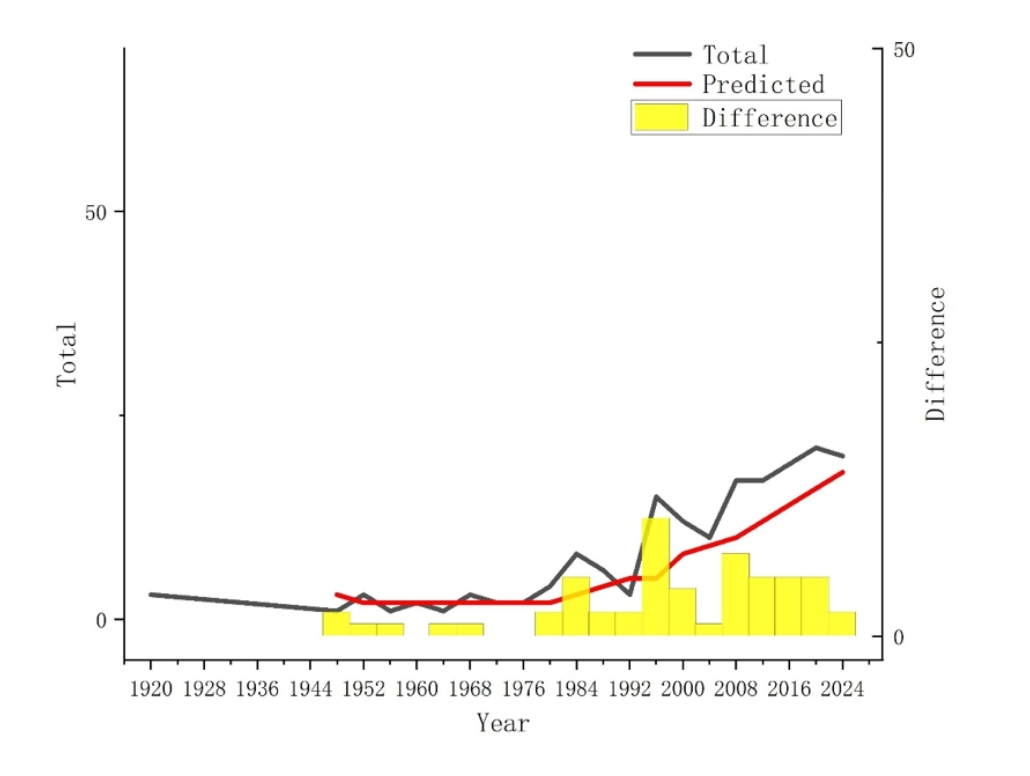 Total
Predicted
Difference
50
50
0
0
Total
Difference
1920 1928 1936 1944 1952 1960 1968 1976 1984 1992 2000 2008 2016 2024
Year